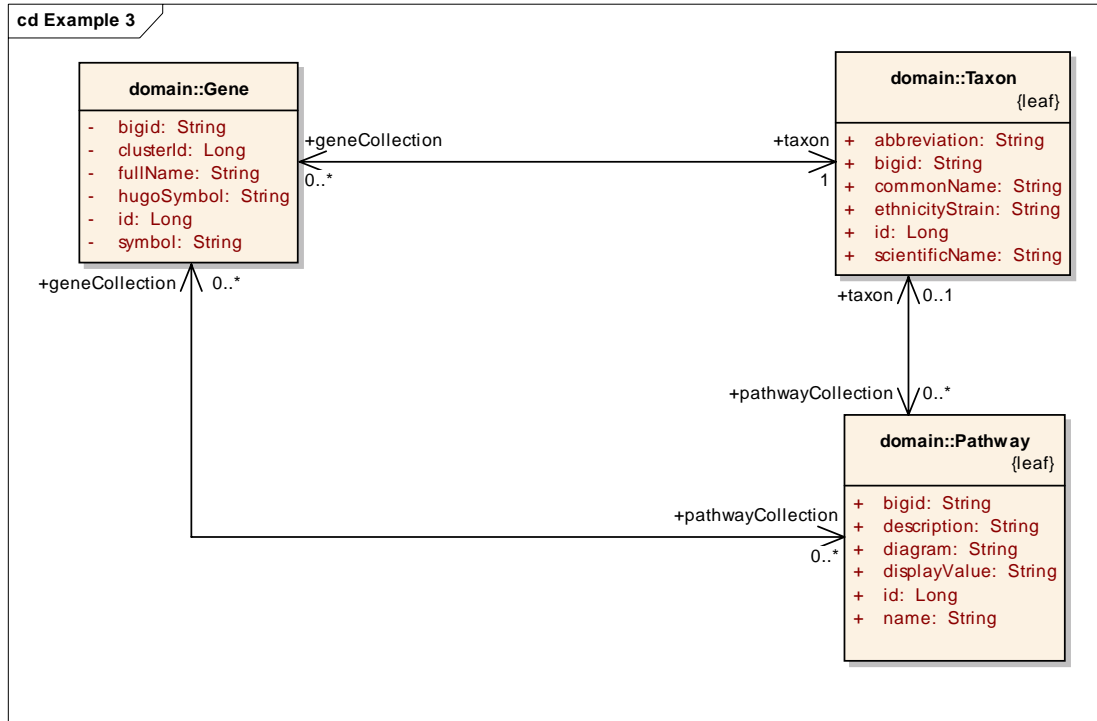 cd Example 3
domain::Gene
- bigid: String
- clusterId: Long
- fullName: String
- hugoSymbol: String
- id: Long
- symbol: String
domain::Taxon
{leaf}
+ abbreviation: String
+ bigid: String
+ commonName: String
+ ethnicityStrain: String
+ id: Long
+ scientificName: String
+geneCollection
0..*
+taxon
1
+geneCollection
0..*
+taxon
0..1
+pathwayCollection
0..*
domain::Pathway
{leaf}
+ bigid: String
+ description: String
+ diagram: String
+ displayValue: String
+ id: Long
+ name: String
+pathwayCollection
0..*